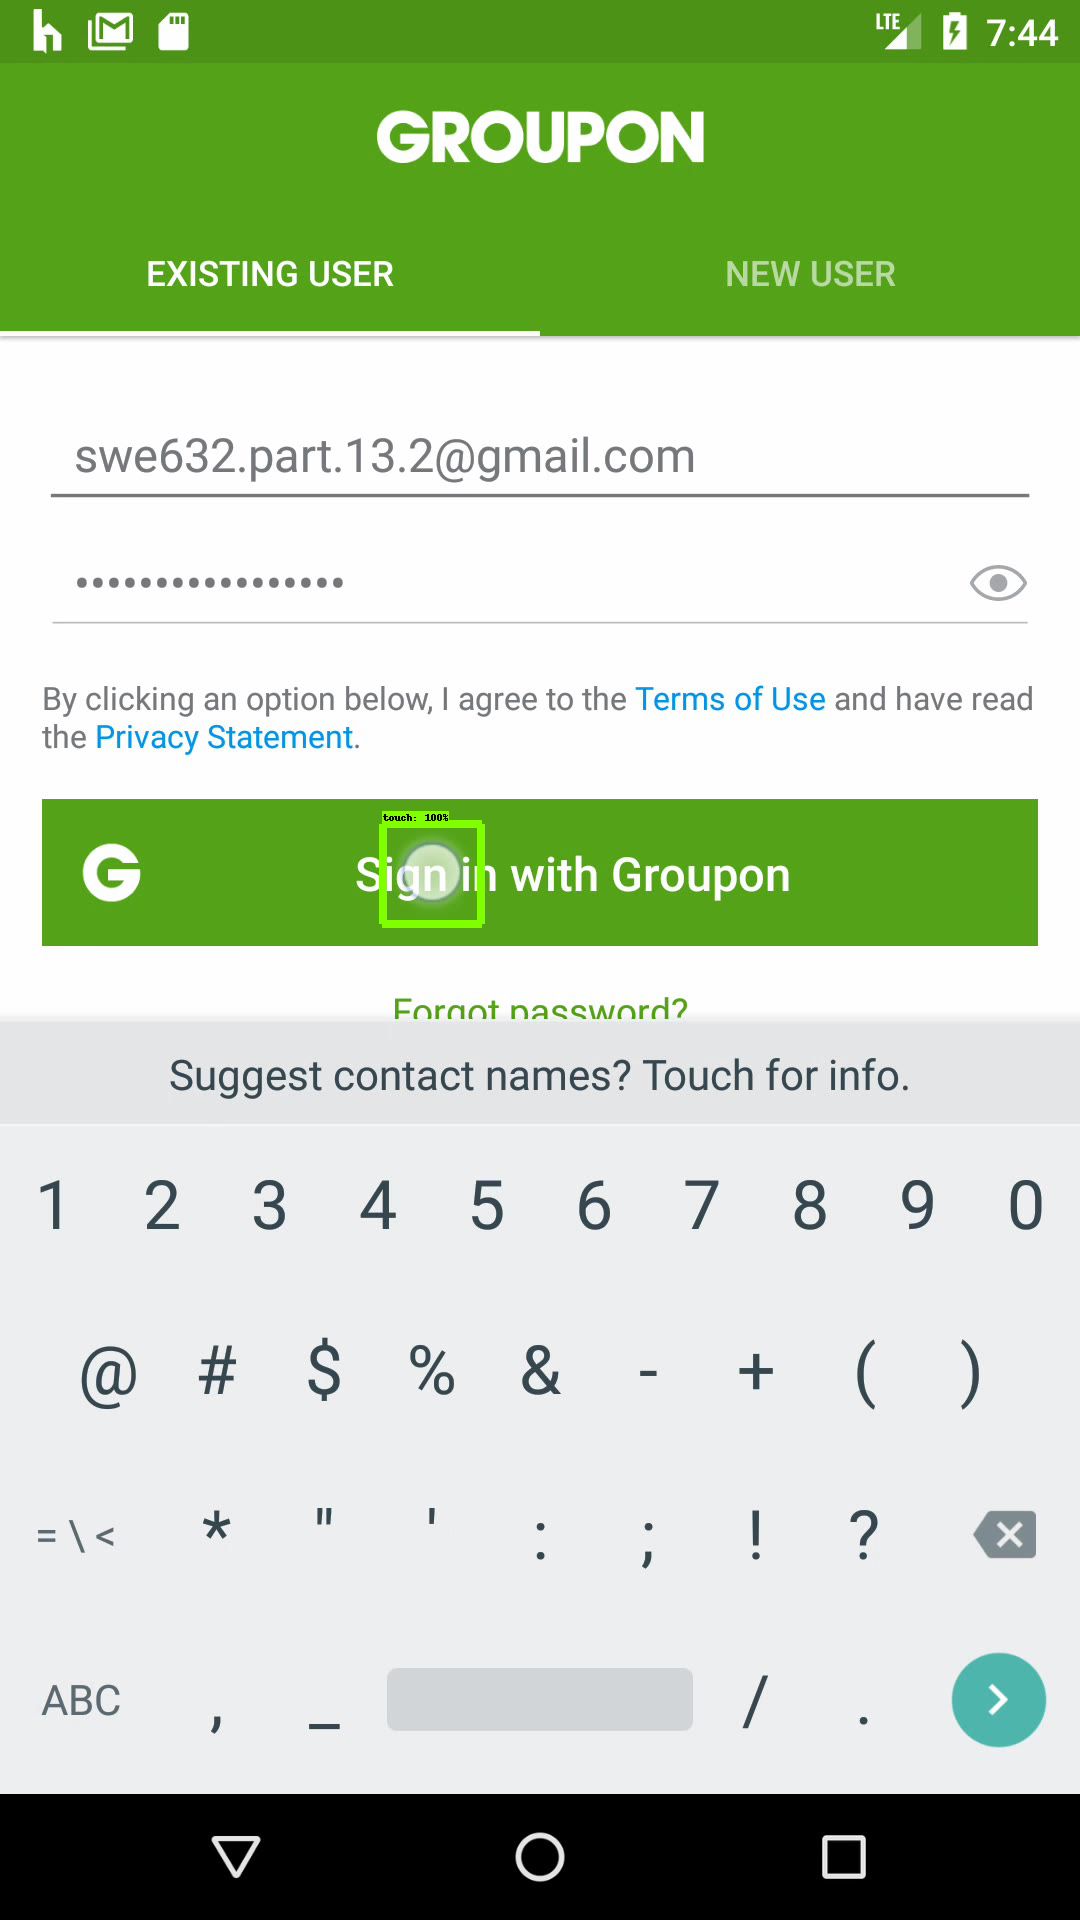 LTE 7:44
GROUPON
EXISTING USER NEW USER
swe632.part.13.2@gmail.com
•••••••••••••••••
By clicking an option below, I agree to the Terms of Use and have read
the Privacy Statement.
touch: 100%
G Sign in with Groupon
Forgot password?
Suggest contact names? Touch for info.
1 2 3 4 5 6 7 8 9 0
@ # $ % & - + ( )
= \ < * " ' : ; ! ?
ABC , _ / .